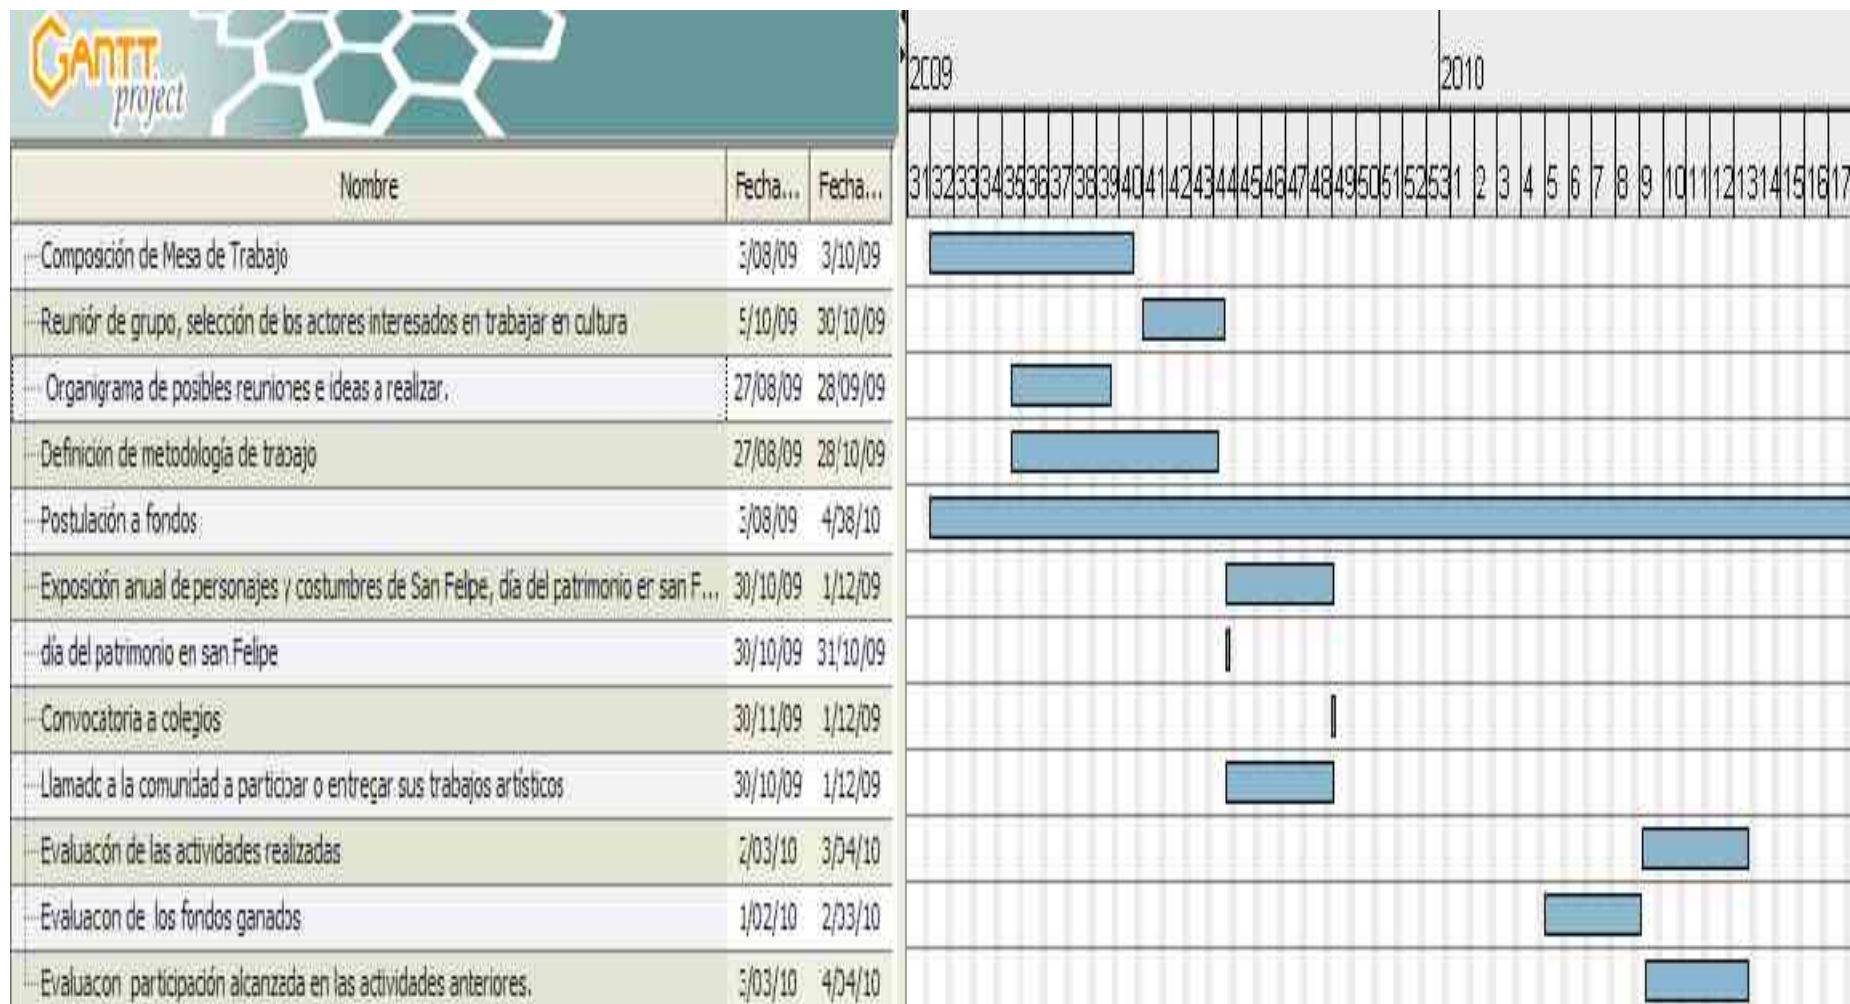 GANTT
project
2009
2010
Nombre Fecha... Fecha...
31 32 33 34 35 36 37 38 39 40 41 42 43 44 45 46 47 48 49 50 51 52 53 1 2 3 4 5 6 7 8 9 10 11 12 13 14 15 16 17
Composición de Mesa de Trabajo 3/10/09
Reunión de grupo, selección de los actores interesados en trabajar en cultura 5/10/09 30/10/09
Organigrama de posibles reuniones e ideas a realizar. 27/08/09 28/09/09
Definición de metodología de trabajo 27/08/09 28/10/09
Postulación a fondos 4/08/10
Exposición anual de personajes y costumbres de San Felipe, día del patrimonio en san F... 30/10/09 1/12/09
día del patrimonio en san Felipe 30/10/09 31/10/09
Convocatoria a colegios 30/11/09 1/12/09
Llamado a la comunidad a participar o entregar sus trabajos artísticos 30/10/09 1/12/09
Evaluacón de las actividades realizadas 2/03/10 3/04/10
Evaluacon de los fondos ganados 1/02/10 2/03/10
Evaluacon participación alcanzada en las actividades anteriores. 4/04/10